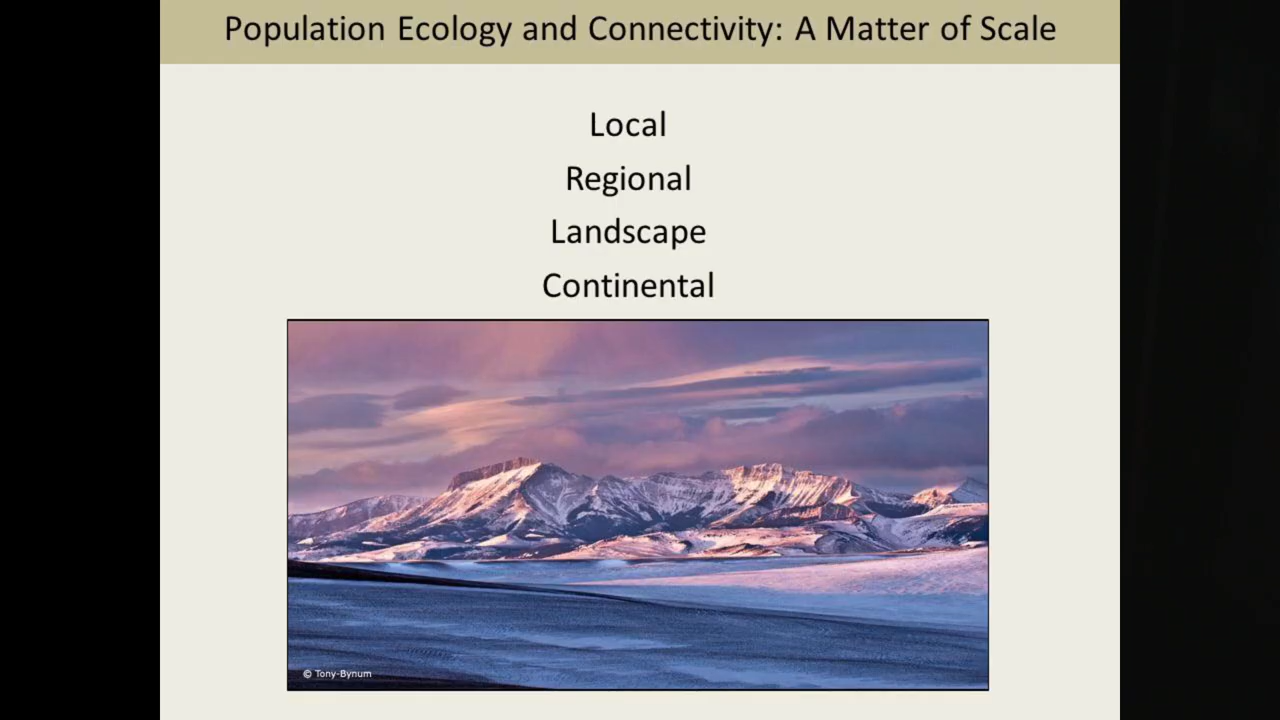 Population Ecology and Connectivity: A Matter of Scale
Local
Regional
Landscape
Continental
© Tony-Bynum